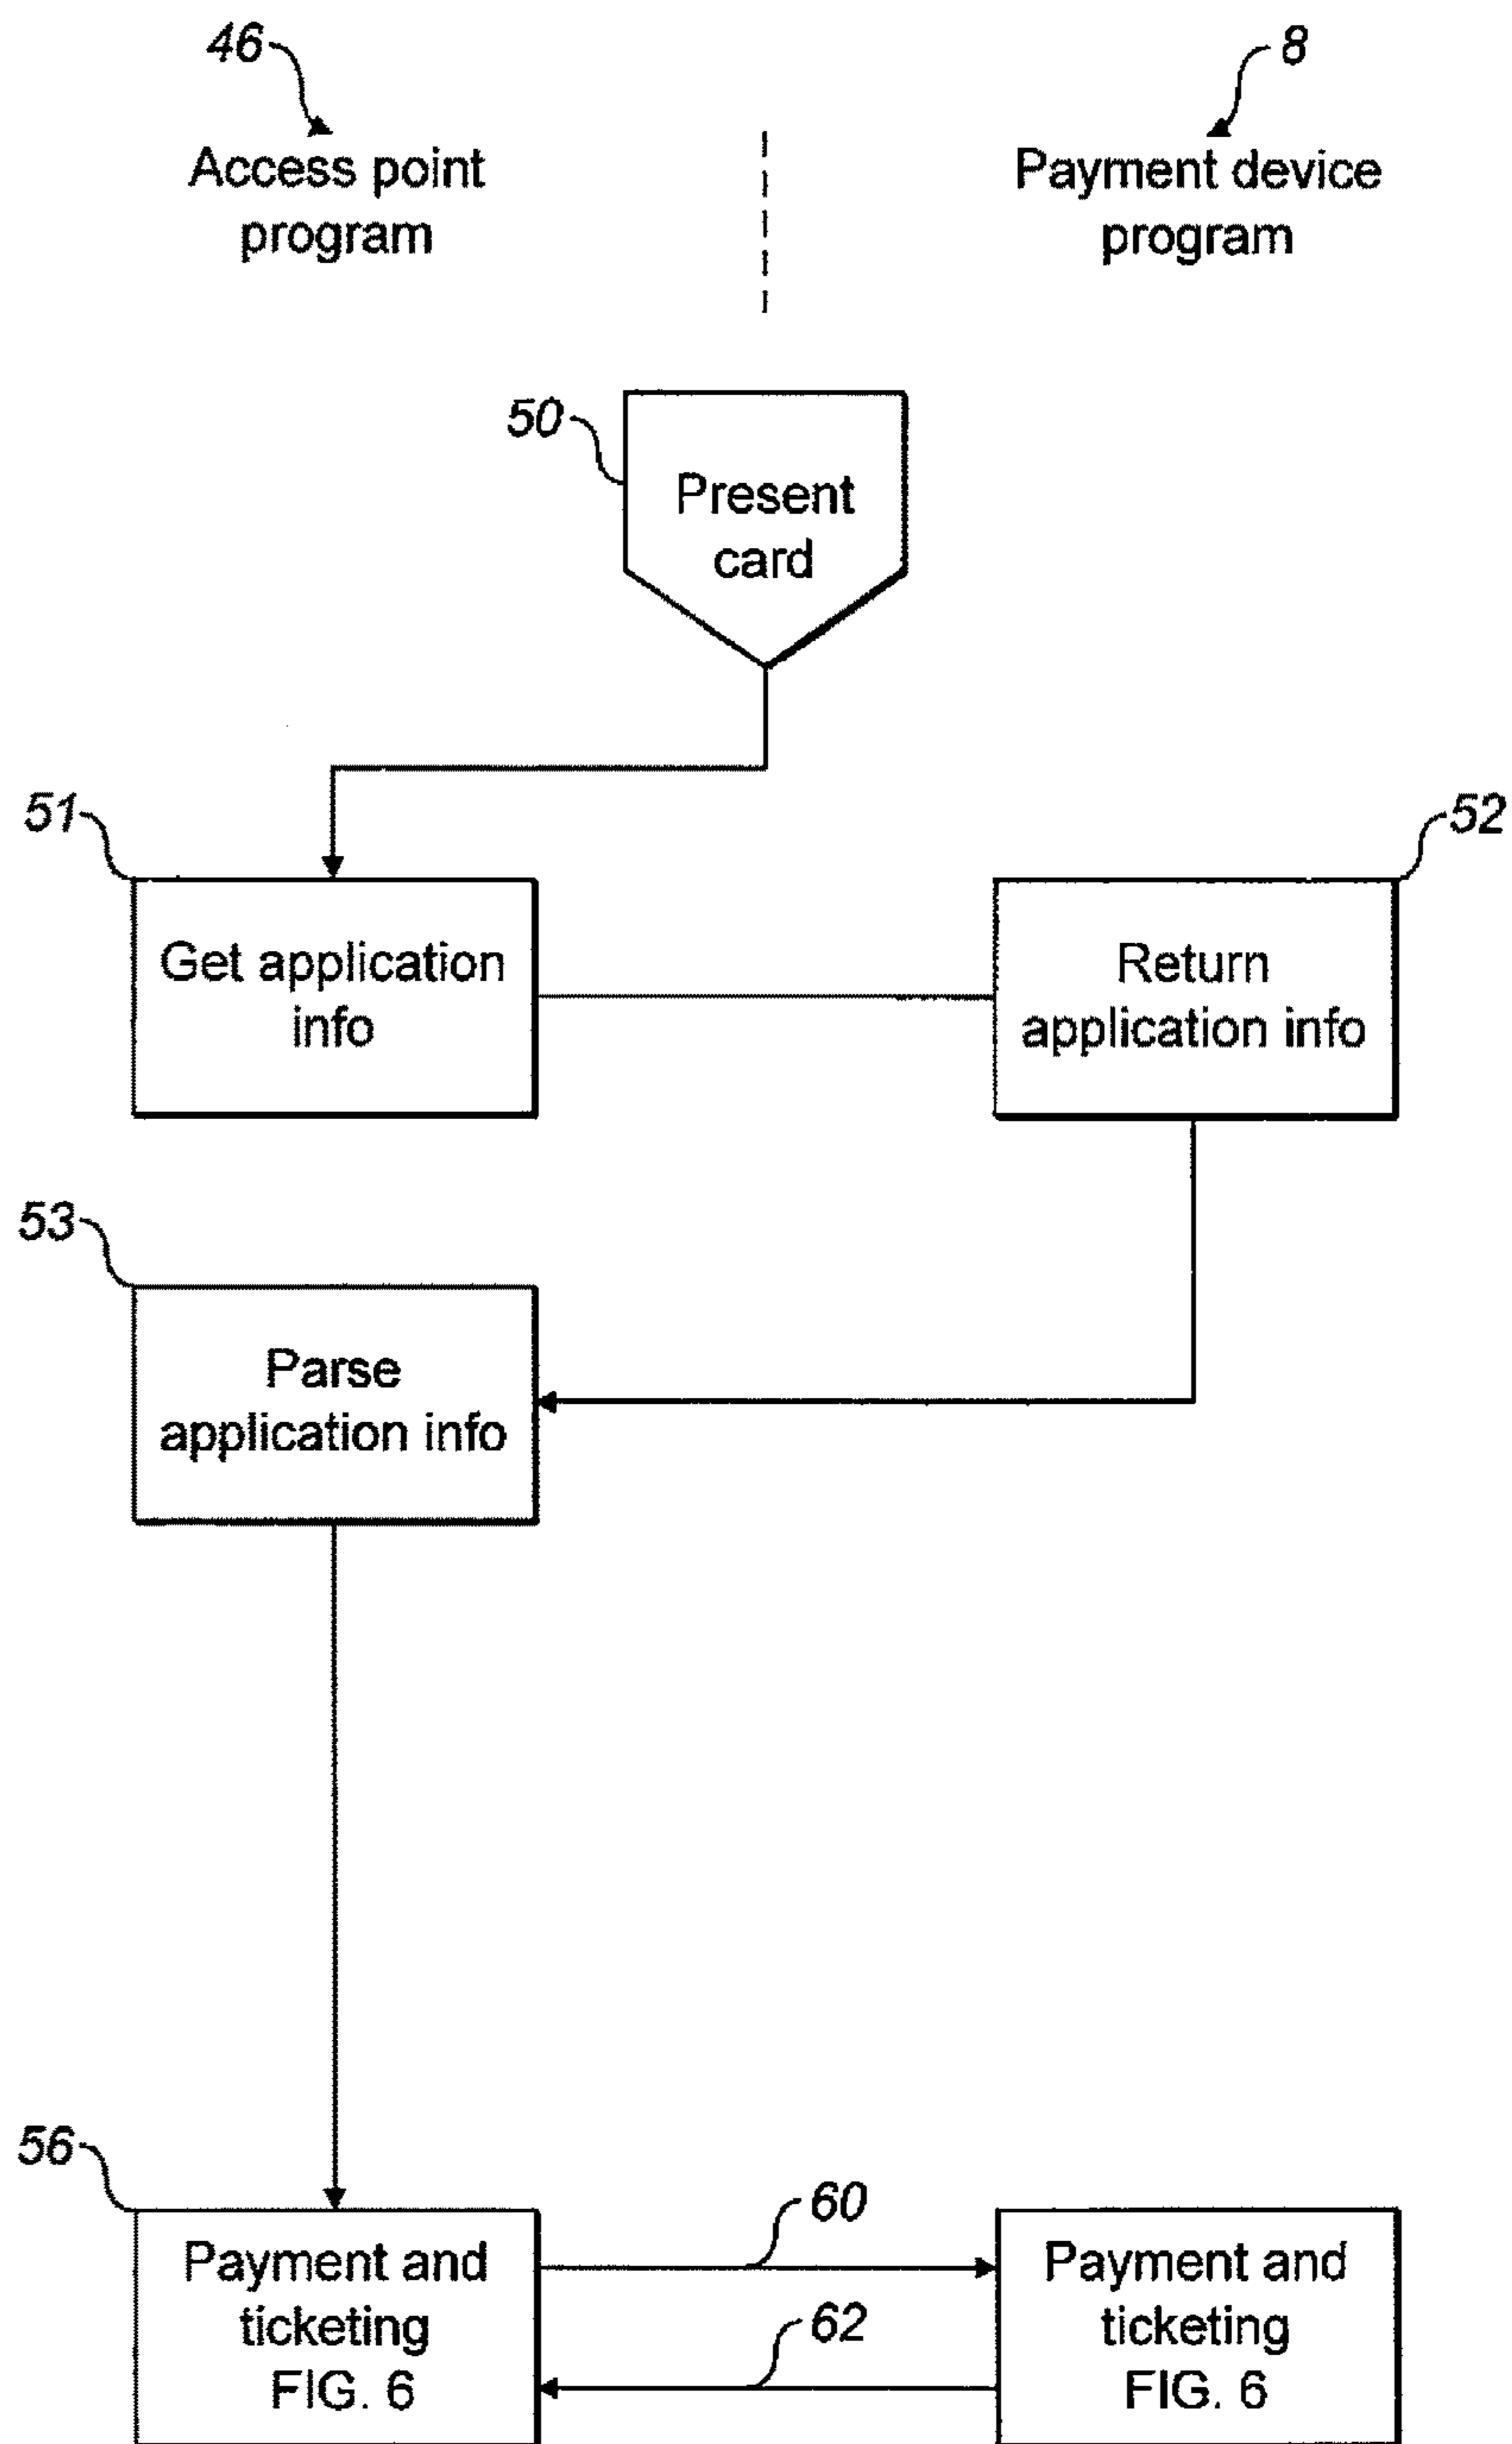 46
8
Access point
program
Payment device
program
50
Present
card
51
52
Get application
info
Return
application info
53
Parse
application info
56
60
Payment and
ticketing
FIG. 6
62
Payment and
ticketing
FIG. 6